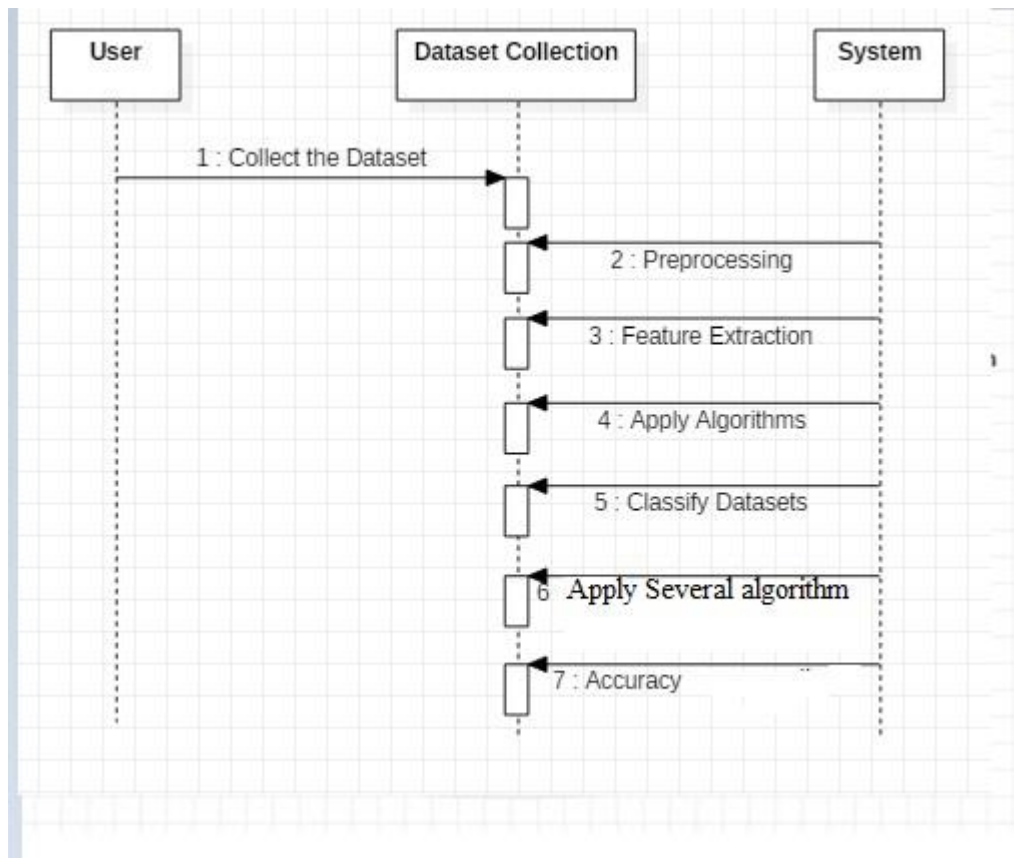 User
Dataset Collection
System
1 : Collect the Dataset
2 : Preprocessing
3 : Feature Extraction
4 : Apply Algorithms
5 : Classify Datasets
6 Apply Several algorithm
7 : Accuracy